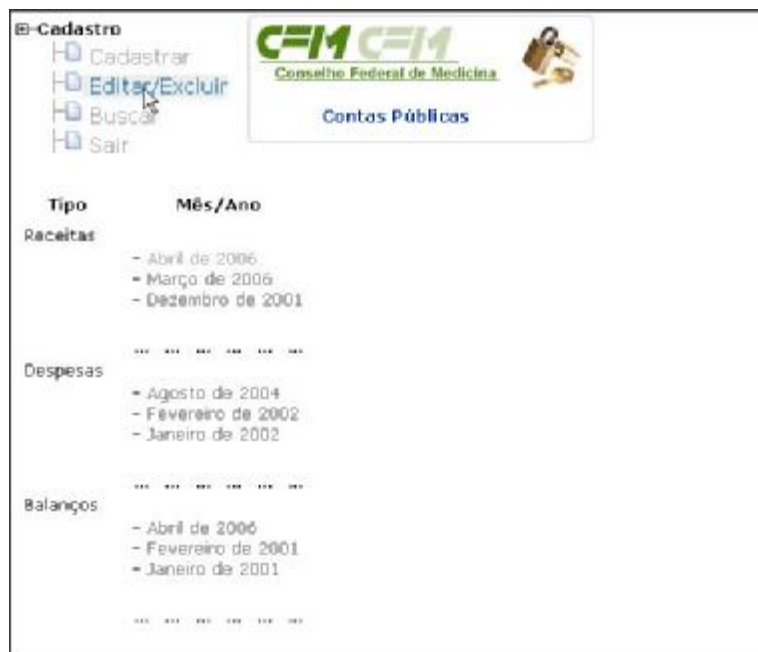 Cadastro
Cadastrar
Editar/Excluir
Buscar
Sair
CFM CFM
Conselho Federal de Medicina
Contas Públicas
Tipo Mês/Ano
Receitas
- Abril de 2006
- Março de 2006
- Dezembro de 2001
... ... ... ... ... ...
Despesas
- Agosto de 2004
- Fevereiro de 2002
- Janeiro de 2002
... ... ... ... ... ...
Balanços
- Abril de 2006
- Fevereiro de 2001
- Janeiro de 2001
... ... ... ... ... ...